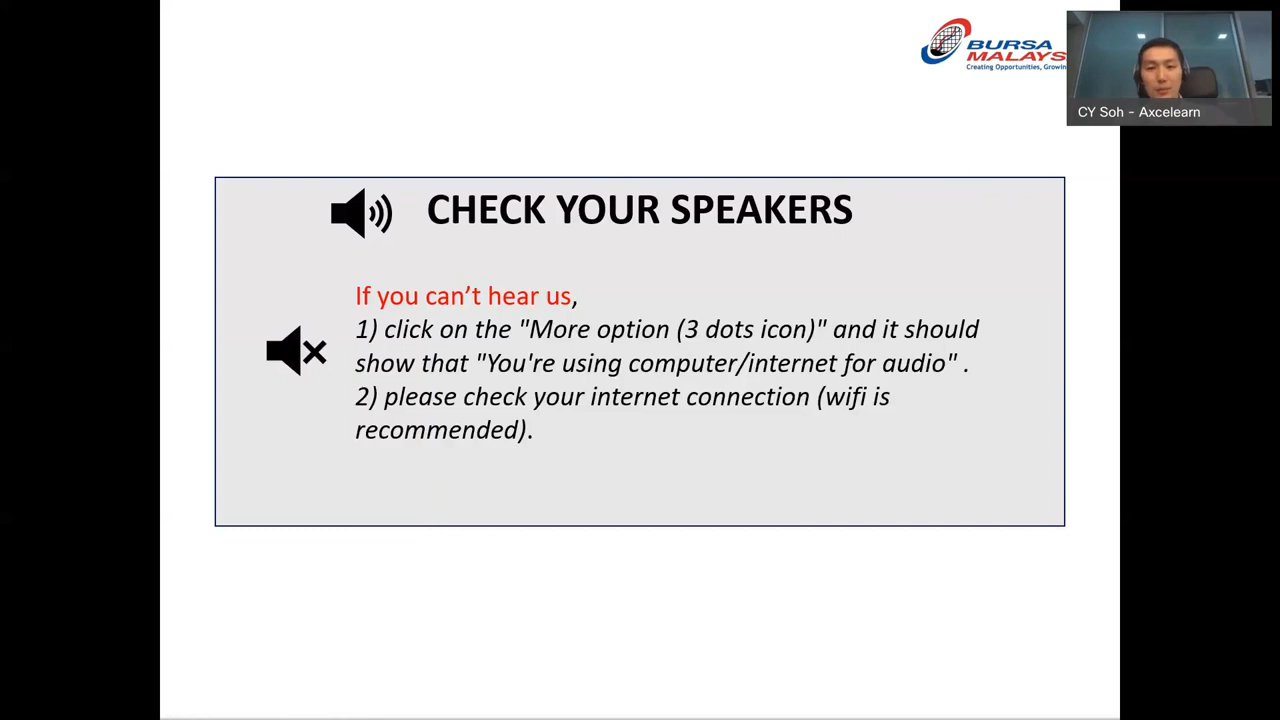 BURSA
MALAYS
Creating Opportunities, Growin
CY Soh - Axcelearn
CHECK YOUR SPEAKERS
If you can’t hear us,
1) click on the "More option (3 dots icon)" and it should
show that "You're using computer/internet for audio" .
2) please check your internet connection (wifi is
recommended).